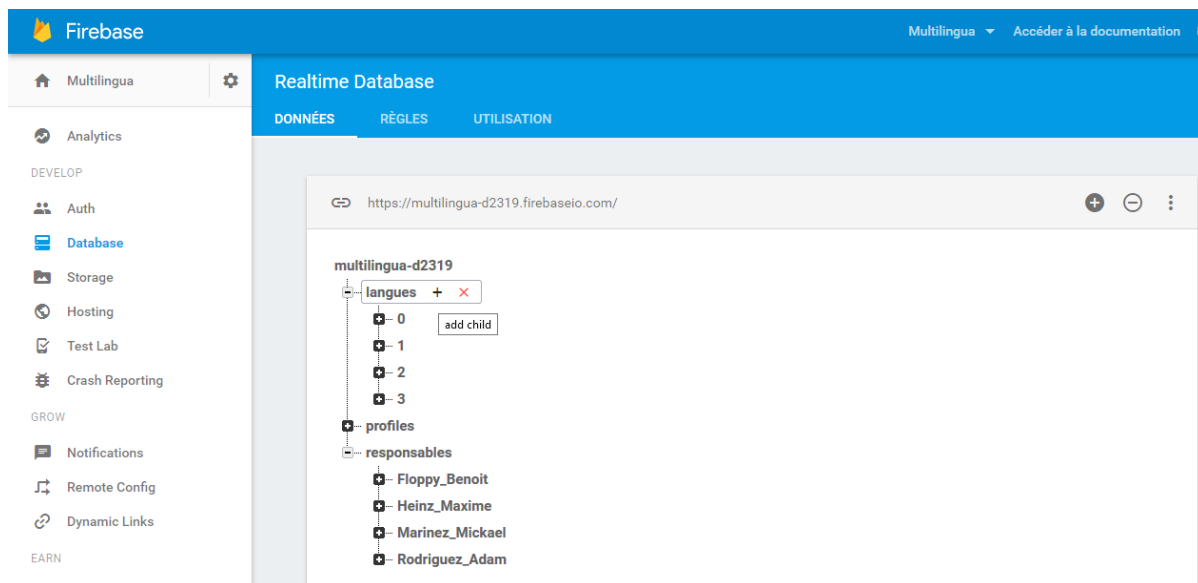 Firebase
Multilingua
Accéder à la documentation
Multilingua
Analytics
DEVELOP
Auth
Database
Storage
Hosting
Test Lab
Crash Reporting
GROW
Notifications
Remote Config
Dynamic Links
EARN
Realtime Database
DONNÉES RÈGLES UTILISATION
https://multilingua-d2319.firebaseio.com/
multilingua-d2319
langues
add child
0
1
2
3
profiles
responsables
Floppy_Benoit
Heinz_Maxime
Marinez_Mickael
Rodriguez_Adam